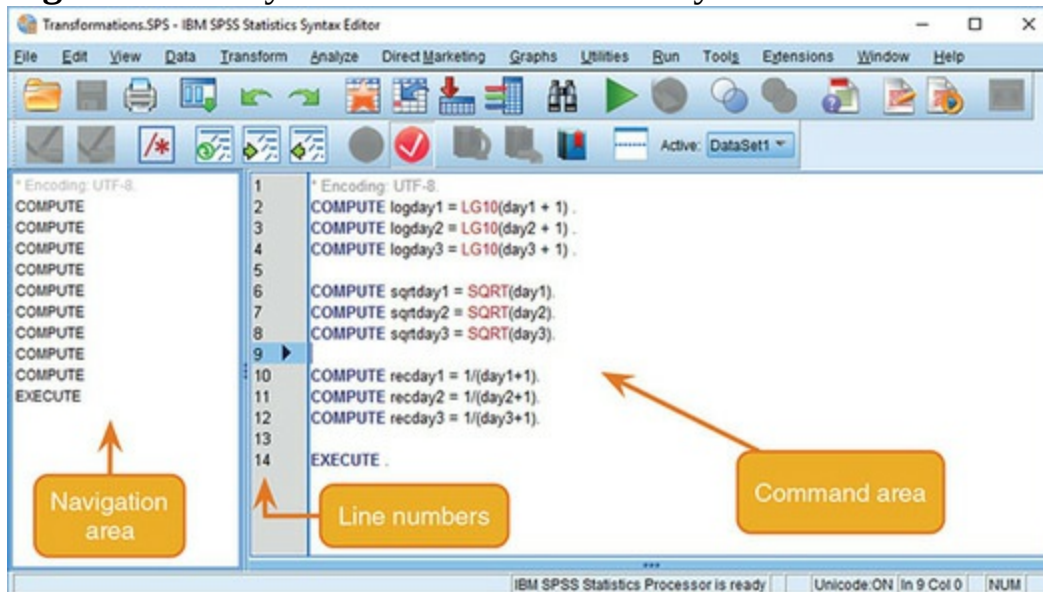 Transformations.SPS - IBM SPSS Statistics Syntax Editor
File Edit View Data Transform Analyze Direct Marketing Graphs Utilities Run Tools Extensions Window Help
/* Active: DataSet1
* Encoding: UTF-8.
COMPUTE
COMPUTE
COMPUTE
COMPUTE
COMPUTE
COMPUTE
COMPUTE
COMPUTE
COMPUTE
EXECUTE
1 * Encoding: UTF-8.
2 COMPUTE logday1 = LG10(day1 + 1) .
3 COMPUTE logday2 = LG10(day2 + 1) .
4 COMPUTE logday3 = LG10(day3 + 1) .
5
6 COMPUTE sqrtday1 = SQRT(day1).
7 COMPUTE sqrtday2 = SQRT(day2).
8 COMPUTE sqrtday3 = SQRT(day3).
9
10 COMPUTE recday1 = 1/(day1+1).
11 COMPUTE recday2 = 1/(day2+1).
12 COMPUTE recday3 = 1/(day3+1).
13
14 EXECUTE .
Navigation
area
Line numbers
Command area
IBM SPSS Statistics Processor is ready Unicode:ON In 9 Col 0 NUM